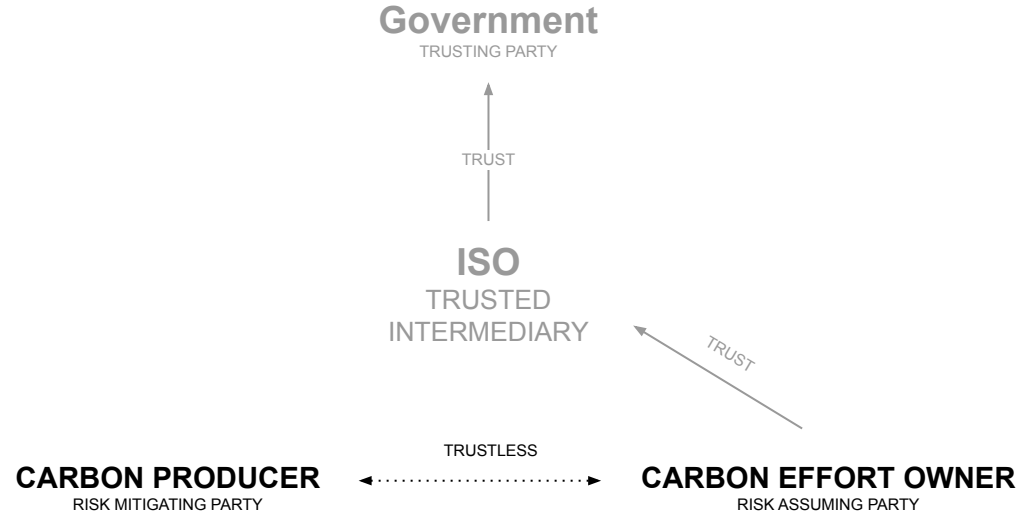 Government
TRUSTING PARTY
TRUST
ISO
TRUSTED
INTERMEDIARY
TRUST
TRUSTLESS
CARBON PRODUCER
RISK MITIGATING PARTY
CARBON EFFORT OWNER
RISK ASSUMING PARTY